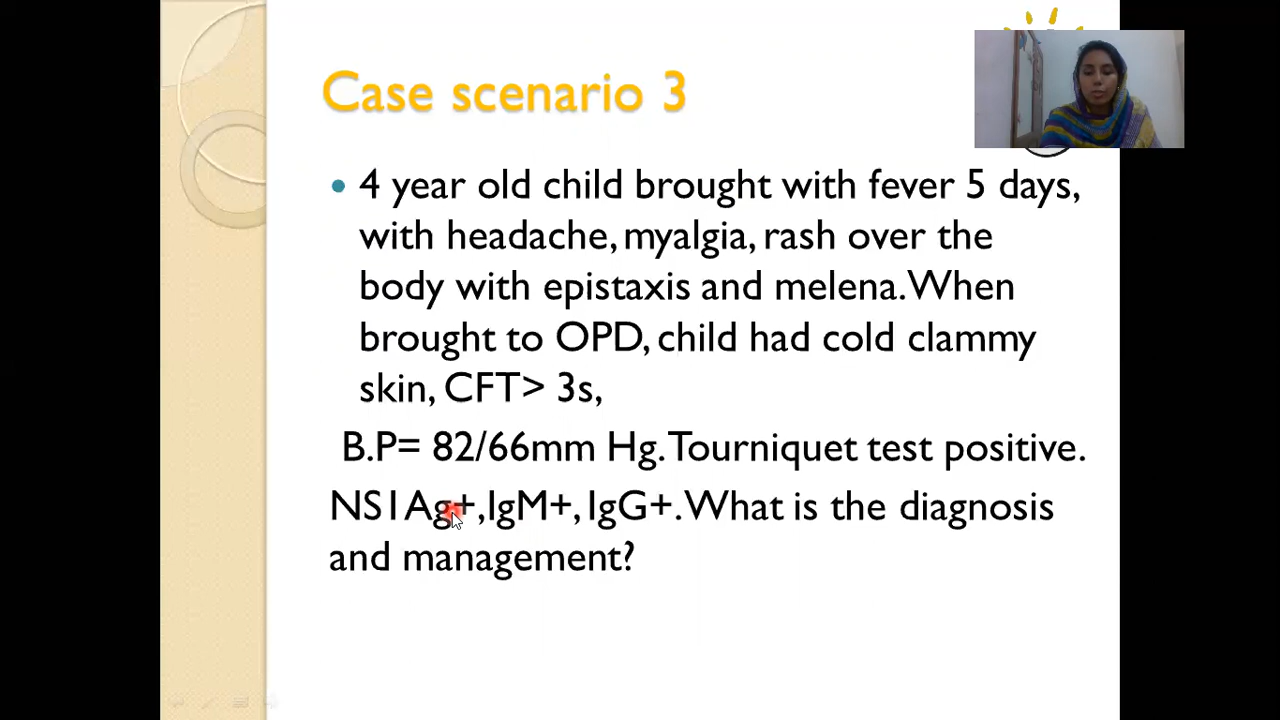 Case scenario 3
• 4 year old child brought with fever 5 days,
with headache, myalgia, rash over the
body with epistaxis and melena. When
brought to OPD, child had cold clammy
skin, CFT> 3s,
B.P= 82/66mm Hg. Tourniquet test positive.
NS1Ag+, IgM+, IgG+. What is the diagnosis
and management?